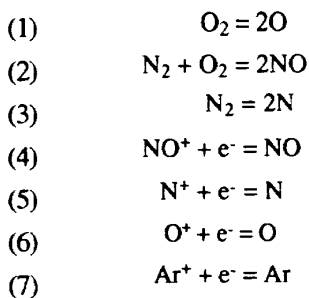 (1) O₂ = 2O
(2) N₂ + O₂ = 2NO
(3) N₂ = 2N
(4) NO⁺ + e⁻ = NO
(5) N⁺ + e⁻ = N
(6) O⁺ + e⁻ = O
(7) Ar⁺ + e⁻ = Ar